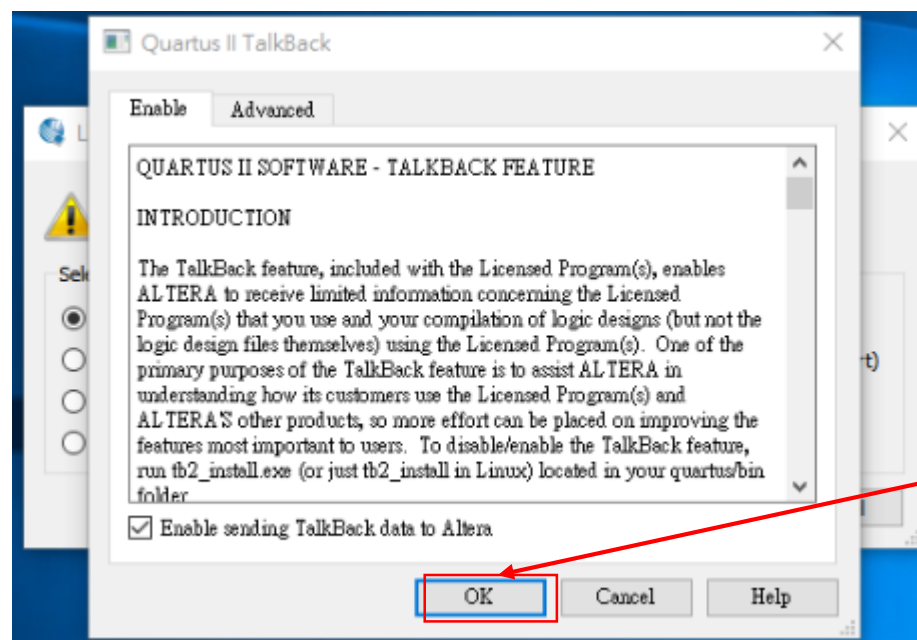 Quartus II TalkBack
Enable Advanced
QUARTUS II SOFTWARE - TALKBACK FEATURE
INTRODUCTION
The TalkBack feature, included with the Licensed Program(s), enables
ALTERA to receive limited information concerning the Licensed
Program(s) that you use and your compilation of logic designs (but not the
logic design files themselves) using the Licensed Program(s). One of the
primary purposes of the TalkBack feature is to assist ALTERA in
understanding how its customers use the Licensed Program(s) and
ALTERA'S other products, so more effort can be placed on improving the
features most important to users. To disable/enable the TalkBack feature,
run tb2_install.exe (or just tb2_install in Linux) located in your quartus/bin
folder
Enable sending TalkBack data to Altera
OK Cancel Help
L
Sele
t)